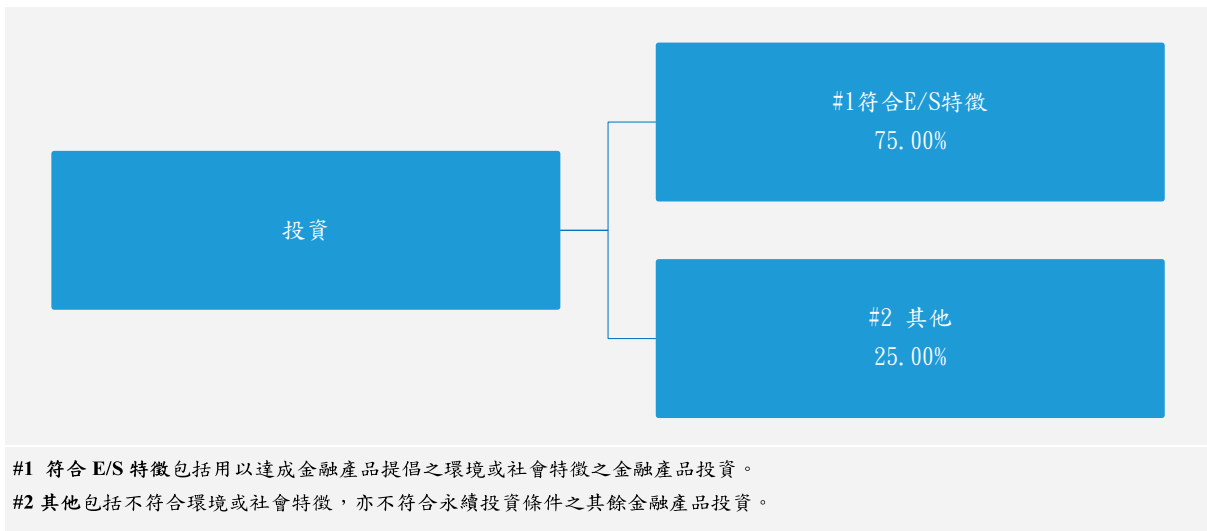 投資
#1符合E/S特徵
75.00%
#2 其他
25.00%
#1 符合 E/S 特徵包括用以達成金融產品提倡之環境或社會特徵之金融產品投資。
#2 其他包括不符合環境或社會特徵，亦不符合永續投資條件之其餘金融產品投資。